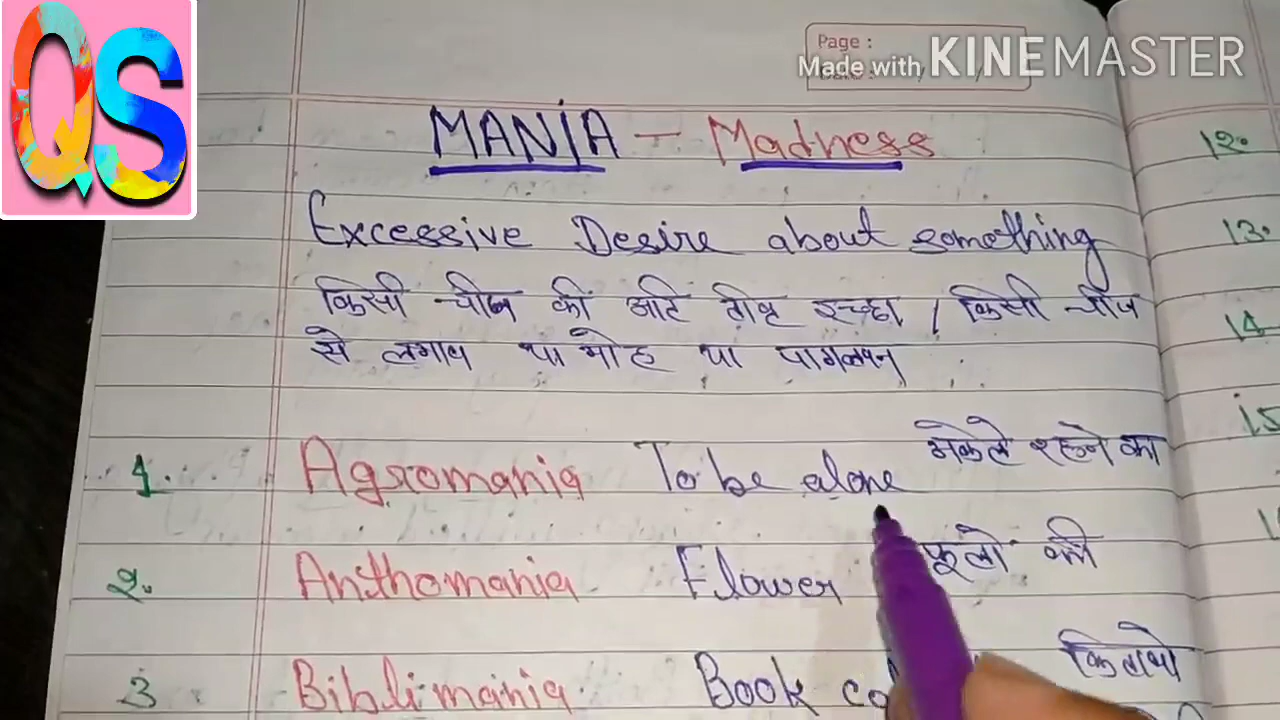 QS
Page :
Made with KINEMASTER
MANIA - Madness
Excessive Desire about something
किसी चीज की अति तीव्र इच्छा / किसी चीज
से लगाव या मोह या पागलपन
1. Agromania To be alone अकेले रहने का
2. Anthomania Flower फूलो की
3 Biblimania Book किताबो
12.
13.
14
15